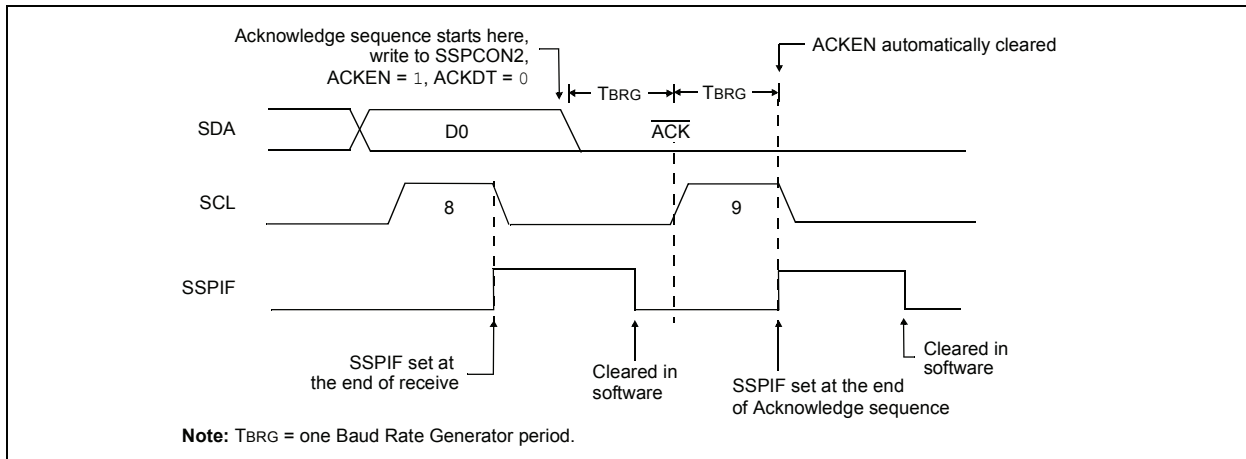 Acknowledge sequence starts here,
write to SSPCON2,
ACKEN = 1, ACKDT = 0
ACKEN automatically cleared
TBRG
TBRG
SDA
D0
ACK
SCL
8
9
SSPIF
SSPIF set at
the end of receive
Cleared in
software
SSPIF set at the end
of Acknowledge sequence
Cleared in
software
Note: TBRG = one Baud Rate Generator period.